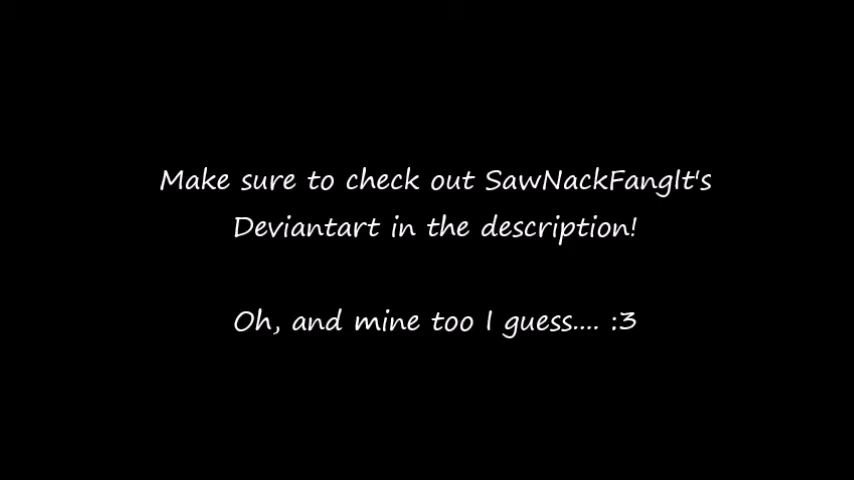 Make sure to check out SawNackFangIt's
Deviantart in the description!
Oh, and mine too I guess.... :3